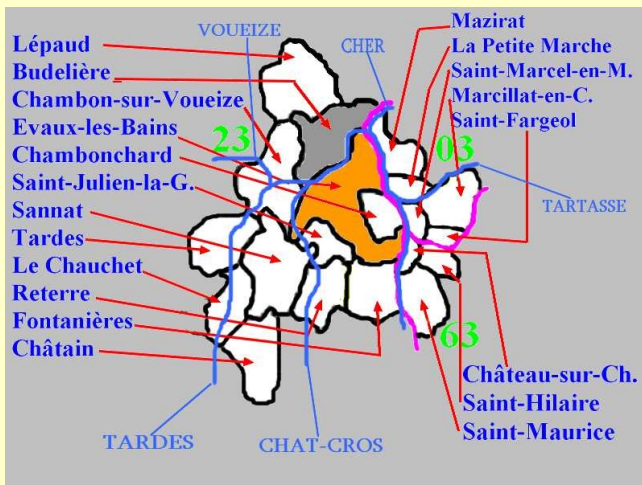 Lépaud
Budelière
Chambon-sur-Voueize
Evaux-les-Bains
Chambonchard
Saint-Julien-la-G.
Sannat
Tardes
Le Chauchet
Reterre
Fontanières
Châtain
VOUEIZE
CHER
Mazirat
La Petite Marche
Saint-Marcel-en-M.
Marcillat-en-C.
Saint-Fargeol
23
03
TARTASSE
63
Château-sur-Ch.
Saint-Hilaire
Saint-Maurice
TARDES
CHAT-CROS